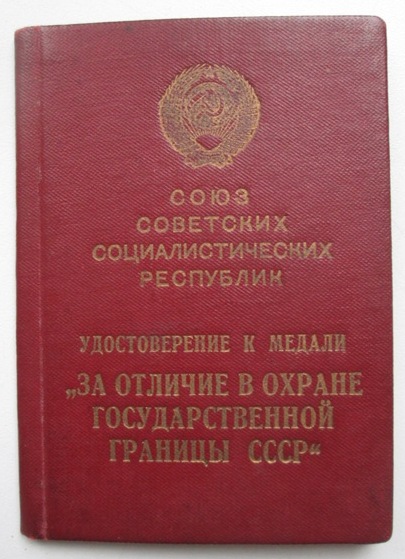 СОЮЗ
СОВЕТСКИХ
СОЦИАЛИСТИЧЕСКИХ
РЕСПУБЛИК
УДОСТОВЕРЕНИЕ К МЕДАЛИ
„ЗА ОТЛИЧИЕ В ОХРАНЕ
ГОСУДАРСТВЕННОЙ
ГРАНИЦЫ СССР“